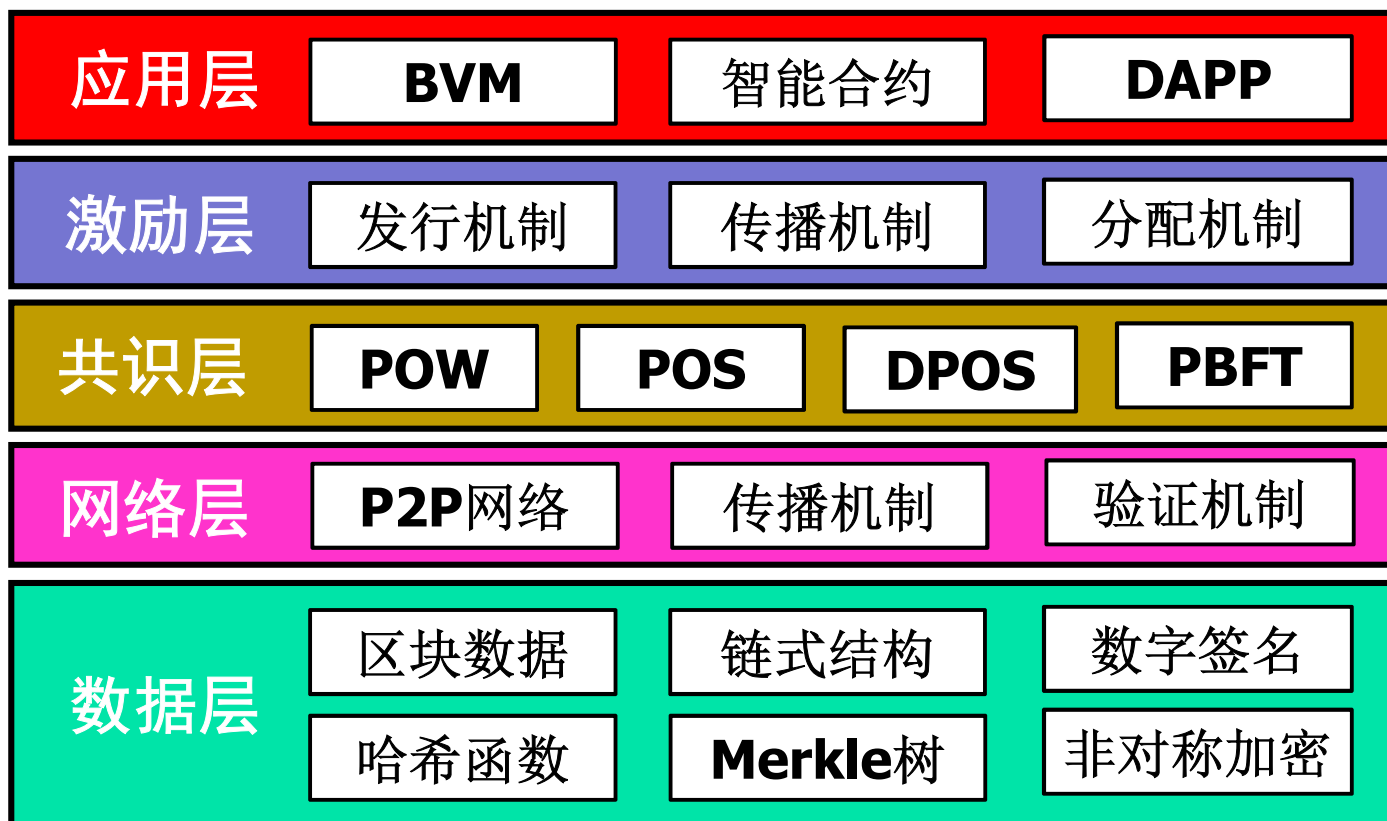 应用层 BVM 智能合约 DAPP
激励层 发行机制 传播机制 分配机制
共识层 POW POS DPOS PBFT
网络层 P2P网络 传播机制 验证机制
区块数据 链式结构 数字签名
数据层
哈希函数 Merkle树 非对称加密